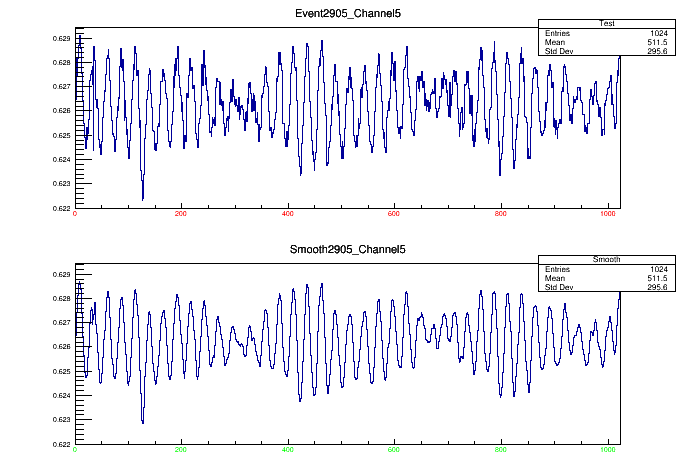 Event2905_Channel5
Test
Entries 1024
Mean 511.5
Std Dev 295.6
0.629
0.628
0.627
0.626
0.625
0.624
0.623
0.622
0 200 400 600 800 1000
Smooth2905_Channel5
Smooth
Entries 1024
Mean 511.5
Std Dev 295.6
0.629
0.628
0.627
0.626
0.625
0.624
0.623
0.622
0 200 400 600 800 1000